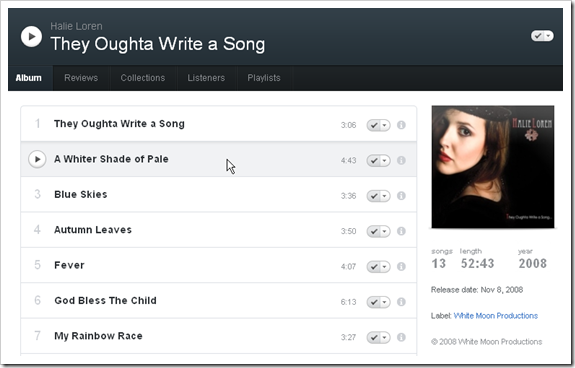 Halie Loren
They Oughta Write a Song
Album Reviews Collections Listeners Playlists
1 They Oughta Write a Song 3:06
A Whiter Shade of Pale 4:43
3 Blue Skies 3:36
4 Autumn Leaves 3:50
5 Fever 4:07
6 God Bless The Child 6:13
7 My Rainbow Race 3:27
HALIE LOREN
They Oughta Write a Song...
songs length year
13 52:43 2008
Release date: Nov 8, 2008
Label: White Moon Productions
© 2008 White Moon Productions